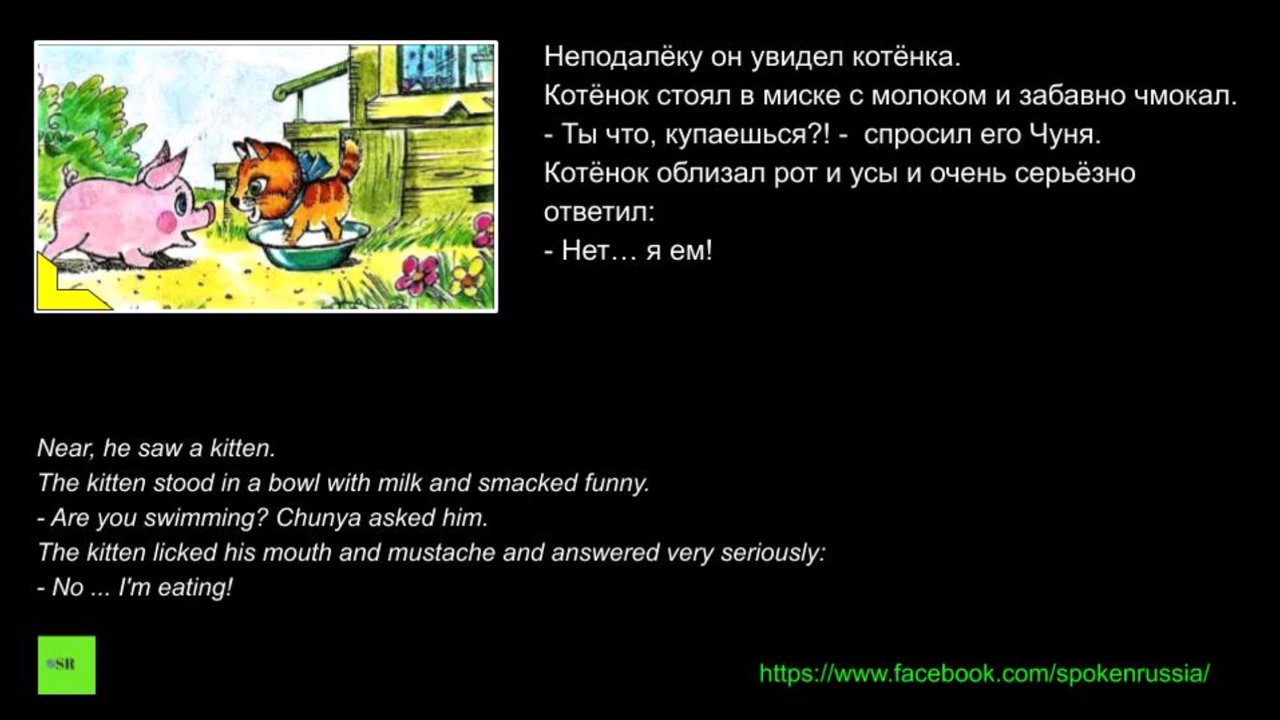 Неподалёку он увидел котёнка.
Котёнок стоял в миске с молоком и забавно чмокал.
- Ты что, купаешься?! - спросил его Чуня.
Котёнок облизал рот и усы и очень серьёзно
ответил:
- Нет… я ем!
Near, he saw a kitten.
The kitten stood in a bowl with milk and smacked funny.
- Are you swimming? Chunya asked him.
The kitten licked his mouth and mustache and answered very seriously:
- No ... I'm eating!
SR
https://www.facebook.com/spokenrussia/